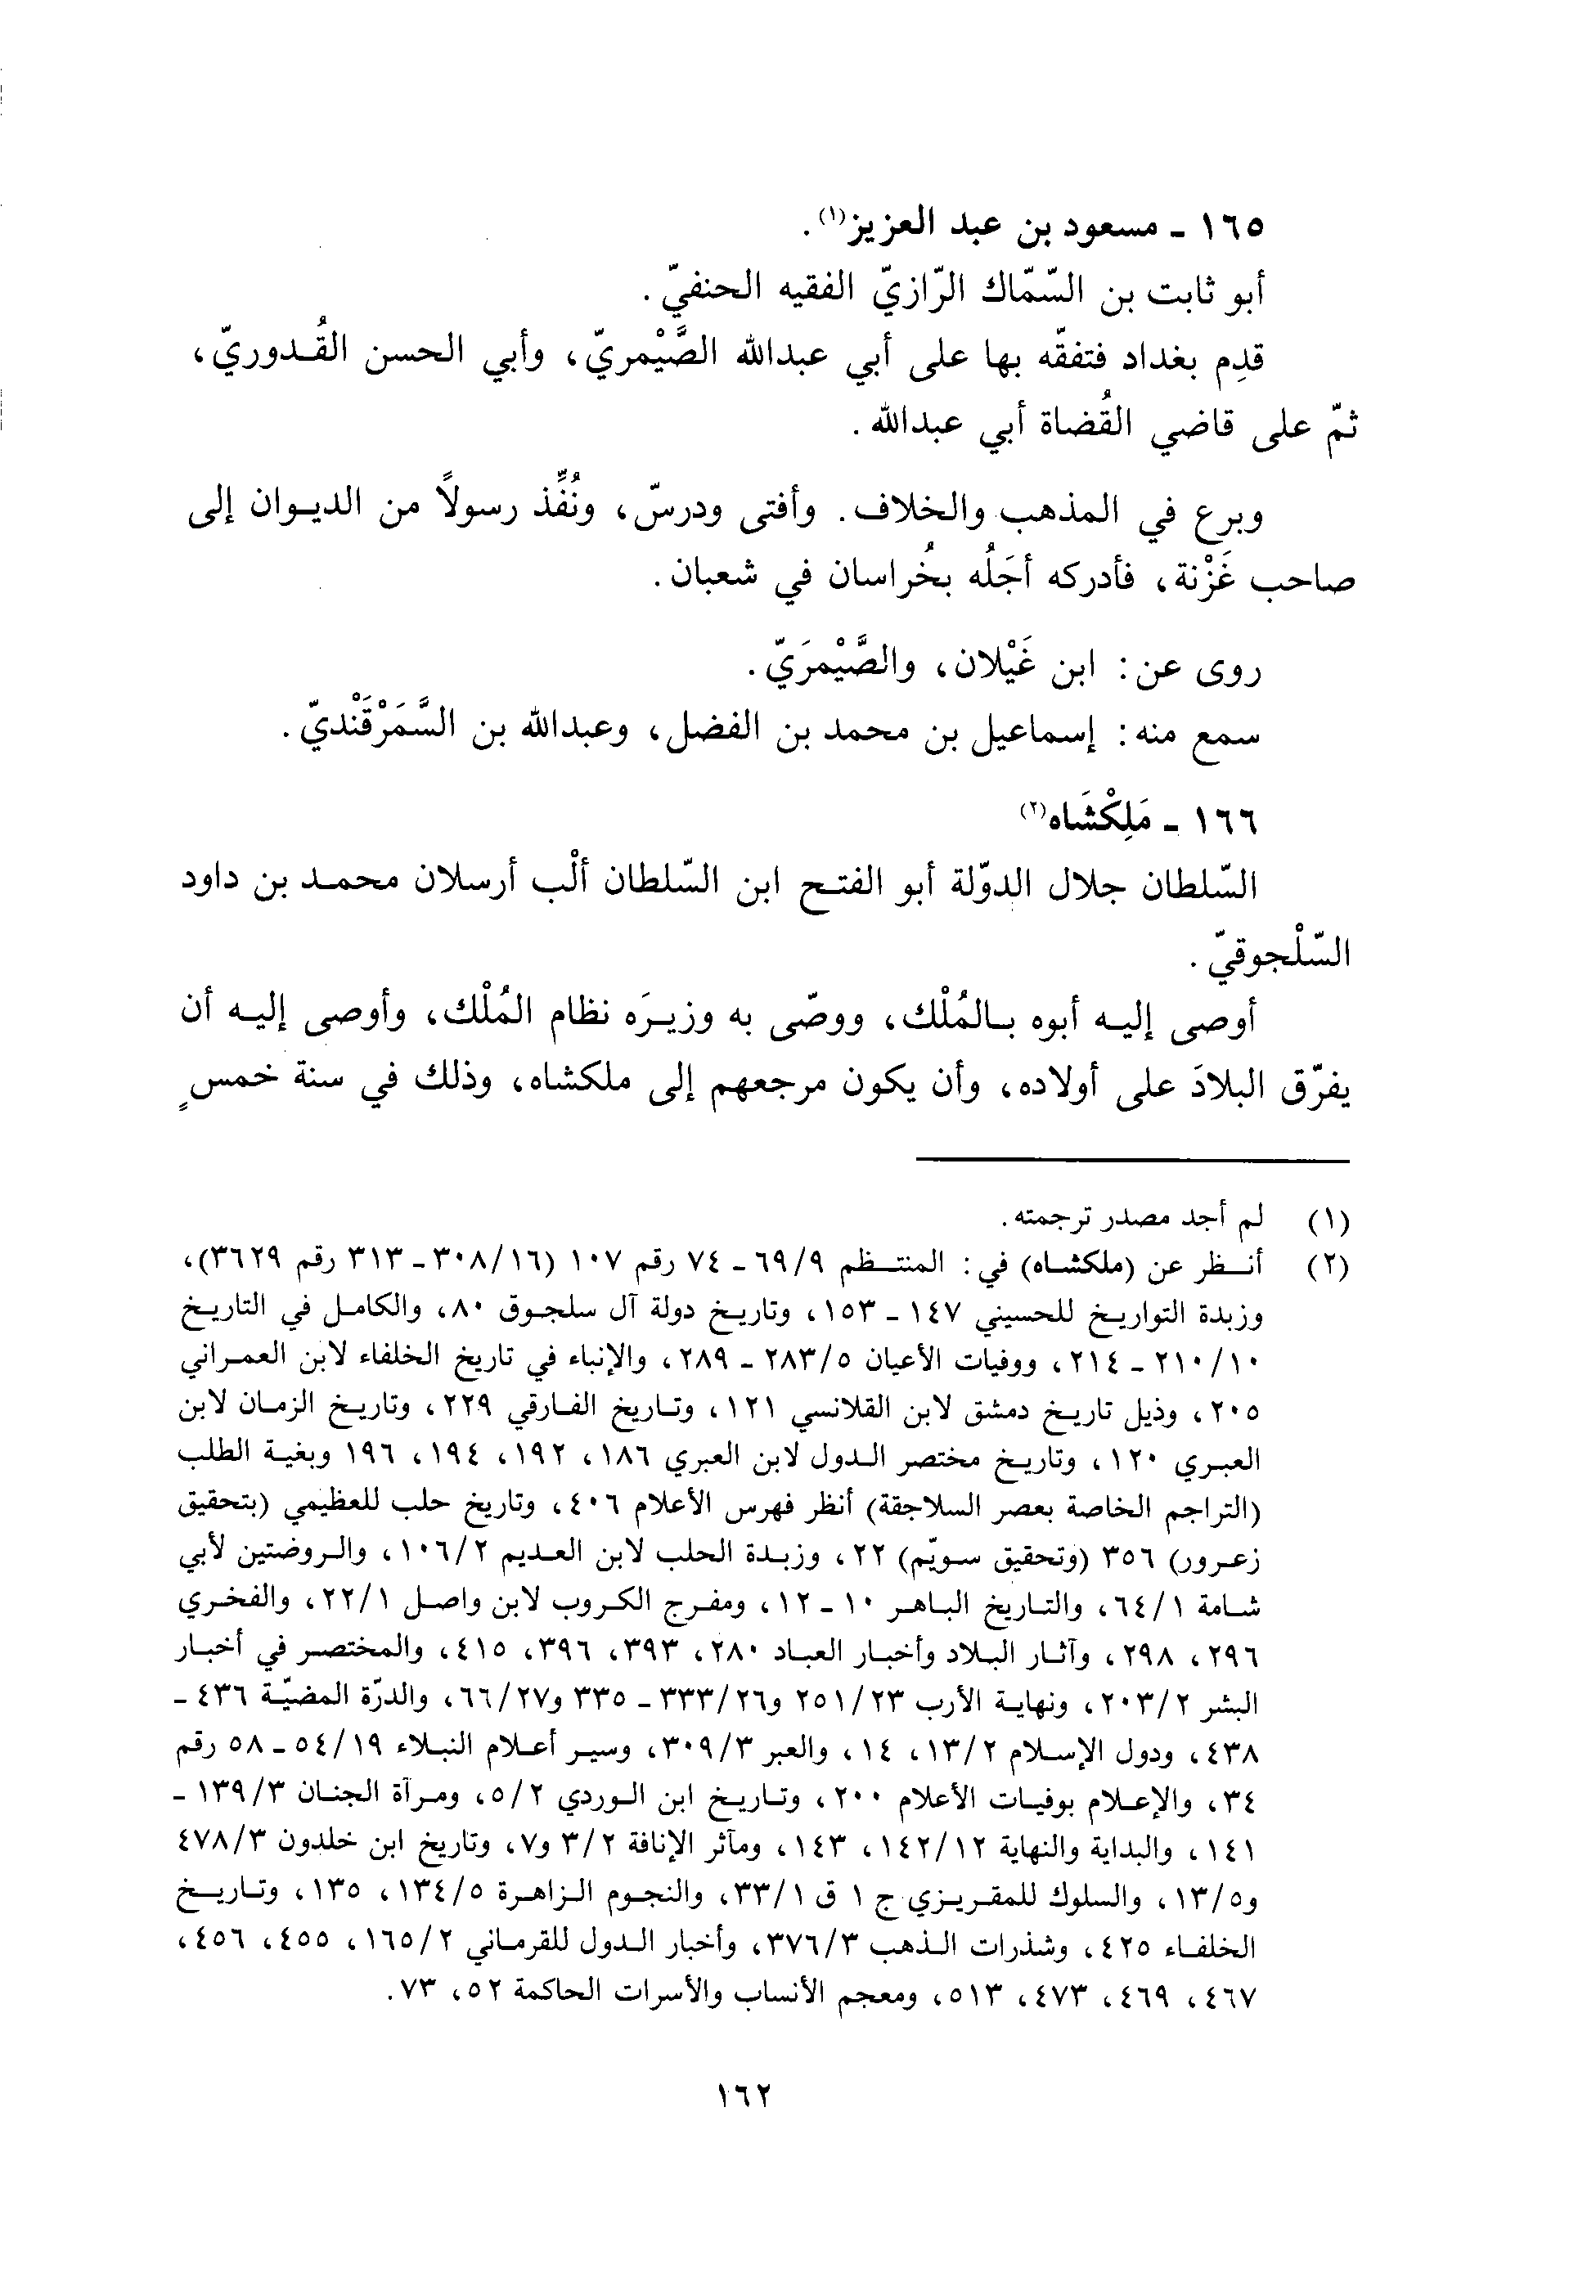 ١٦٥ ـ مسعود بن عبد العزيز(١).
أبو ثابت بن السّمّاك الرّازيّ الفقيه الحنفيّ.
قدِم بغداد فتفقّه بها على أبي عبدالله الصَّيْمريّ، وأبي الحسن القُدوريّ،
ثمّ على قاضي القُضاة أبي عبدالله.
وبرع في المذهب والخلاف. وأفتى ودرسّ، ونُفِّذ رسولاً من الديوان إلى
صاحب غَزْنة، فأدركه أجَلُه بخُراسان في شعبان.
روى عن: ابن غَيْلان، والصَّيْمرَيّ.
سمع منه: إسماعيل بن محمد بن الفضل، وعبدالله بن السَّمَرْقَنْديّ.
١٦٦ ـ مَلِكْشَاه(٢)
السّلطان جلال الدوّلة أبو الفتح ابن السّلطان ألْب أرسلان محمد بن داود
السّلْجوقيّ.
أوصى إليه أبوه بالمُلْك، ووصّى به وزيرَه نظام المُلْك، وأوصى إليه أن
يفرّق البلادَ على أولاده، وأن يكون مرجعهم إلى ملكشاه، وذلك في سنة خمسٍ
(١) لم أجد مصدر ترجمته.
(٢) أنظر عن (ملكشاه) في: المنتظم ٦٩/٩ ـ ٧٤ رقم ١٠٧ (٣٠٨/١٦ ـ ٣١٣ رقم ٣٦٢٩)،
وزبدة التواريخ للحسيني ١٤٧ ـ ١٥٣، وتاريخ دولة آل سلجوق ٨٠، والكامل في التاريخ
٢١٠/١٠ ـ ٢١٤، ووفيات الأعيان ٢٨٣/٥ ـ ٢٨٩، والإنباء في تاريخ الخلفاء لابن العمراني
٢٠٥، وذيل تاريخ دمشق لابن القلانسي ١٢١، وتاريخ الفارقي ٢٢٩، وتاريخ الزمان لابن
العبري ١٢٠، وتاريخ مختصر الدول لابن العبري ١٨٦، ١٩٢، ١٩٤، ١٩٦ وبغية الطلب
(التراجم الخاصة بعصر السلاجقة) أنظر فهرس الأعلام ٤٠٦، وتاريخ حلب للعظيمي (بتحقيق
زعرور) ٣٥٦ (وتحقيق سويّم) ٢٢، وزبدة الحلب لابن العديم ١٠٦/٢، والروضتين لأبي
شامة ٦٤/١، والتاريخ الباهر ١٠ ـ ١٢، ومفرج الكروب لابن واصل ٢٢/١، والفخري
٢٩٦، ٢٩٨، وآثار البلاد وأخبار العباد ٢٨٠، ٣٩٣، ٣٩٦، ٤١٥، والمختصر في أخبار
البشر ٢٠٣/٢، ونهاية الأرب ٢٥١/٢٣ و٣٣٣/٢٦ ـ ٣٣٥ و٦٦/٢٧، والدرّة المضيّة ٤٣٦ ـ
٤٣٨، ودول الإسلام ١٣/٢، ١٤، والعبر ٣٠٩/٣، وسير أعلام النبلاء ٥٤/١٩ ـ ٥٨ رقم
٣٤، والإعلام بوفيات الأعلام ٢٠٠، وتاريخ ابن الوردي ٥/٢، ومرآة الجنان ١٣٩/٣ ـ
١٤١، والبداية والنهاية ١٤٢/١٢، ١٤٣، ومآثر الإنافة ٣/٢ و٧، وتاريخ ابن خلدون ٤٧٨/٣
و١٣/٥، والسلوك للمقريزي ج ١ ق ٣٣/١، والنجوم الزاهرة ١٣٤/٥، ١٣٥، وتاريخ
الخلفاء ٤٢٥، وشذرات الذهب ٣٧٦/٣، وأخبار الدول للقرماني ١٦٥/٢، ٤٥٥، ٤٥٦،
٤٦٧، ٤٦٩، ٤٧٣، ٥١٣، ومعجم الأنساب والأسرات الحاكمة ٥٢، ٧٣.
١٦٢